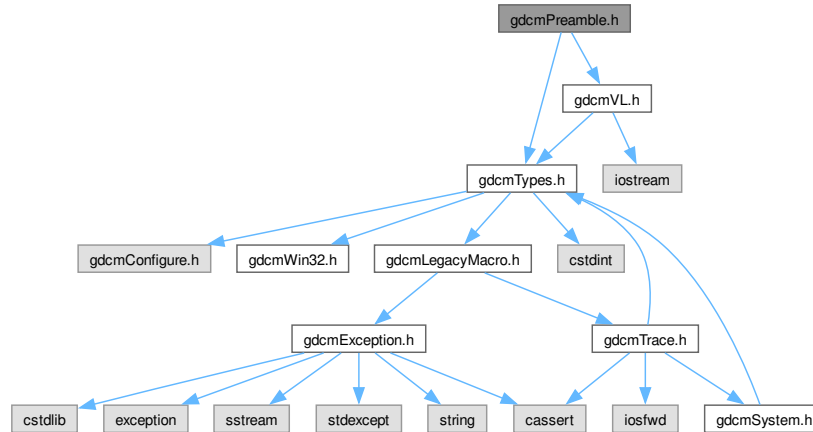 gdcmPreamble.h
gdcmVL.h
gdcmTypes.h
iostream
gdcmConfigure.h
gdcmWin32.h
gdcmLegacyMacro.h
cstdint
gdcmException.h
gdcmTrace.h
cstdlib
exception
sstream
stdexcept
string
cassert
iosfwd
gdcmSystem.h